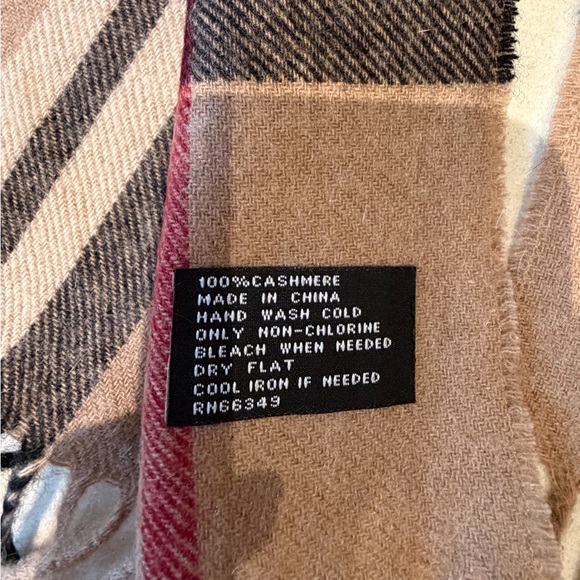 100%CASHMERE
MADE IN CHINA
HAND WASH COLD
ONLY NON-CHLORINE
BLEACH WHEN NEEDED
DRY FLAT
COOL IRON IF NEEDED
RN66349